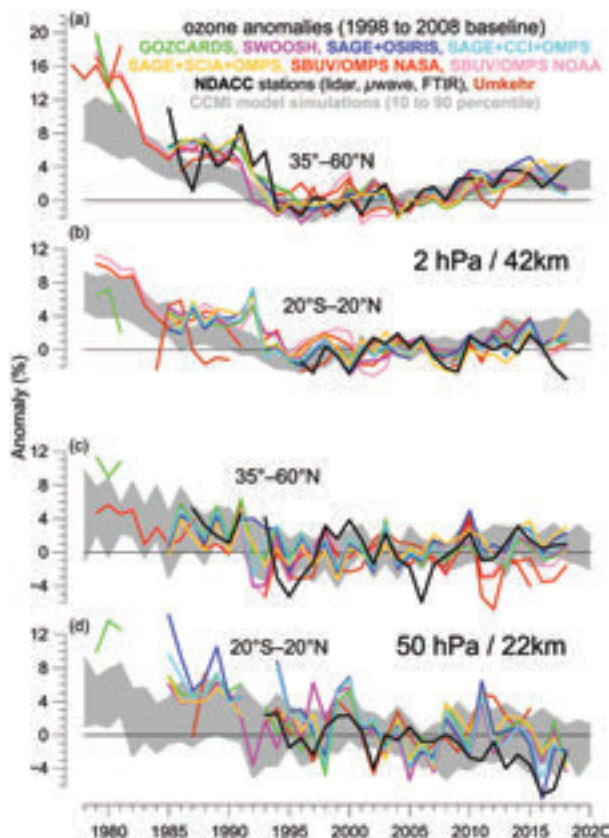 (a)
ozone anomalies (1998 to 2008 baseline)
GOZCARDS, SWOOSH, SAGE+OSIRIS, SAGE+CCI+OMPS
SAGE+SCIA+OMPS, SBUV/OMPS NASA, SBUV/OMPS NOAA
NDACC stations (lidar, μwave, FTIR), Umkehr
CCMI model simulations (10 to 90 percentile)
20
16
12
8
4
0
35°–60°N
(b)
2 hPa / 42km
12
8
4
0
20°S–20°N
Anomaly (%)
(c)
12
8
4
0
−4
35°–60°N
(d)
12
8
4
0
−4
20°S–20°N
50 hPa / 22km
1980 1985 1990 1995 2000 2005 2010 2015